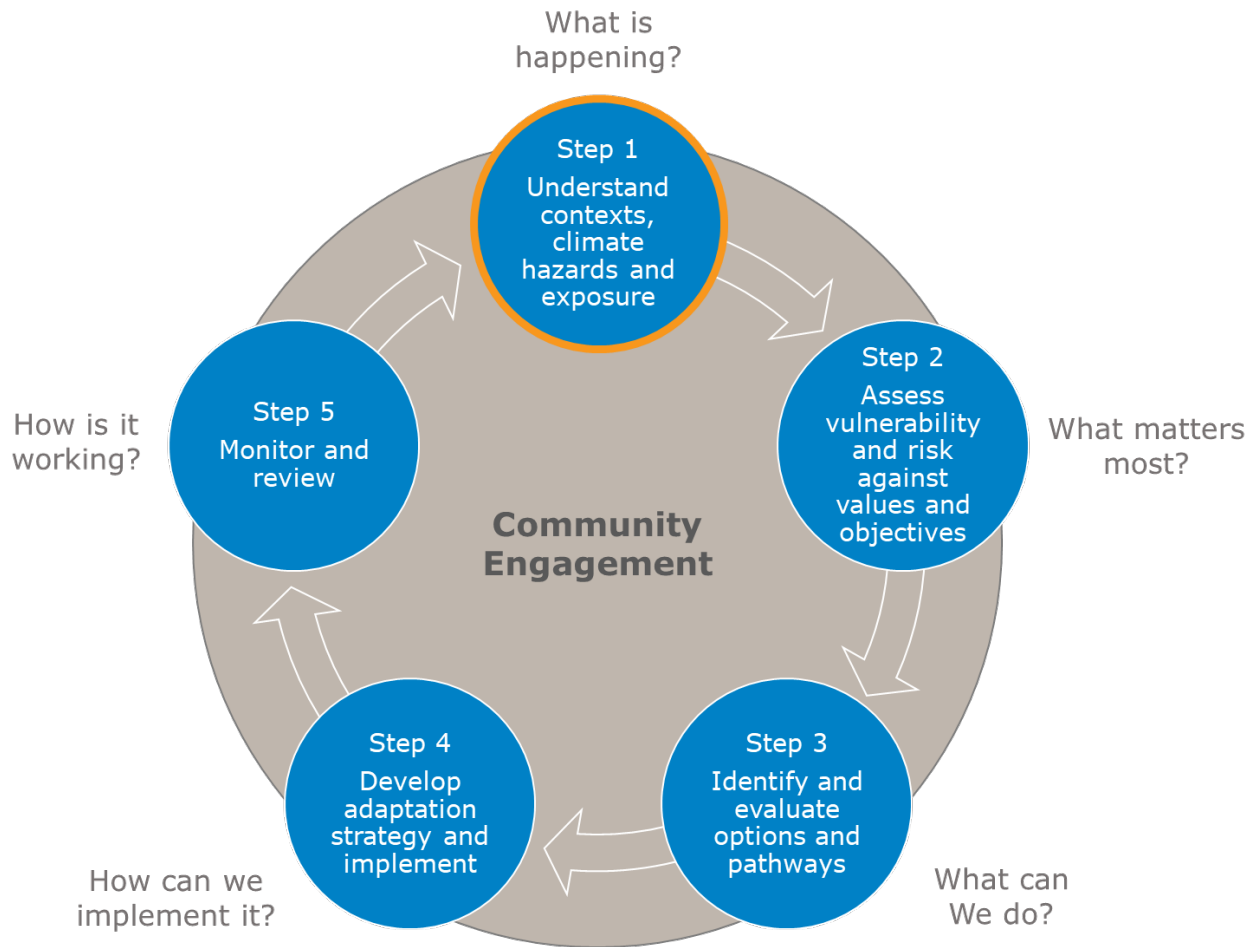 What is
happening?
Step 1
Understand
contexts,
climate
hazards and
exposure
Step 2
Assess
vulnerability
and risk
against
values and
objectives
What matters
most?
Step 3
Identify and
evaluate
options and
pathways
What can
We do?
Step 4
Develop
adaptation
strategy and
implement
How can we
implement it?
Step 5
Monitor and
review
How is it
working?
Community
Engagement